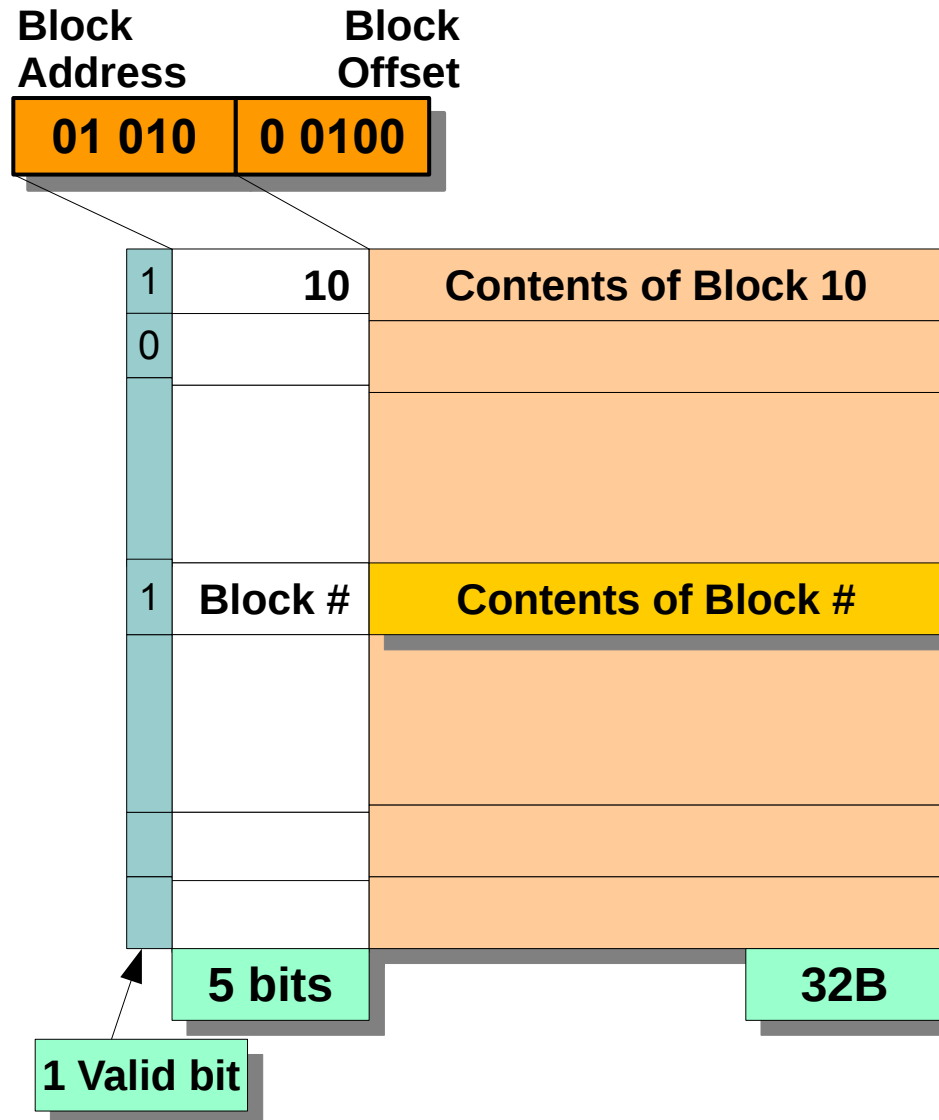 Block Block
Address Offset
01 010 0 0100
1 10 Contents of Block 10
0
1 Block # Contents of Block #
5 bits 32B
1 Valid bit